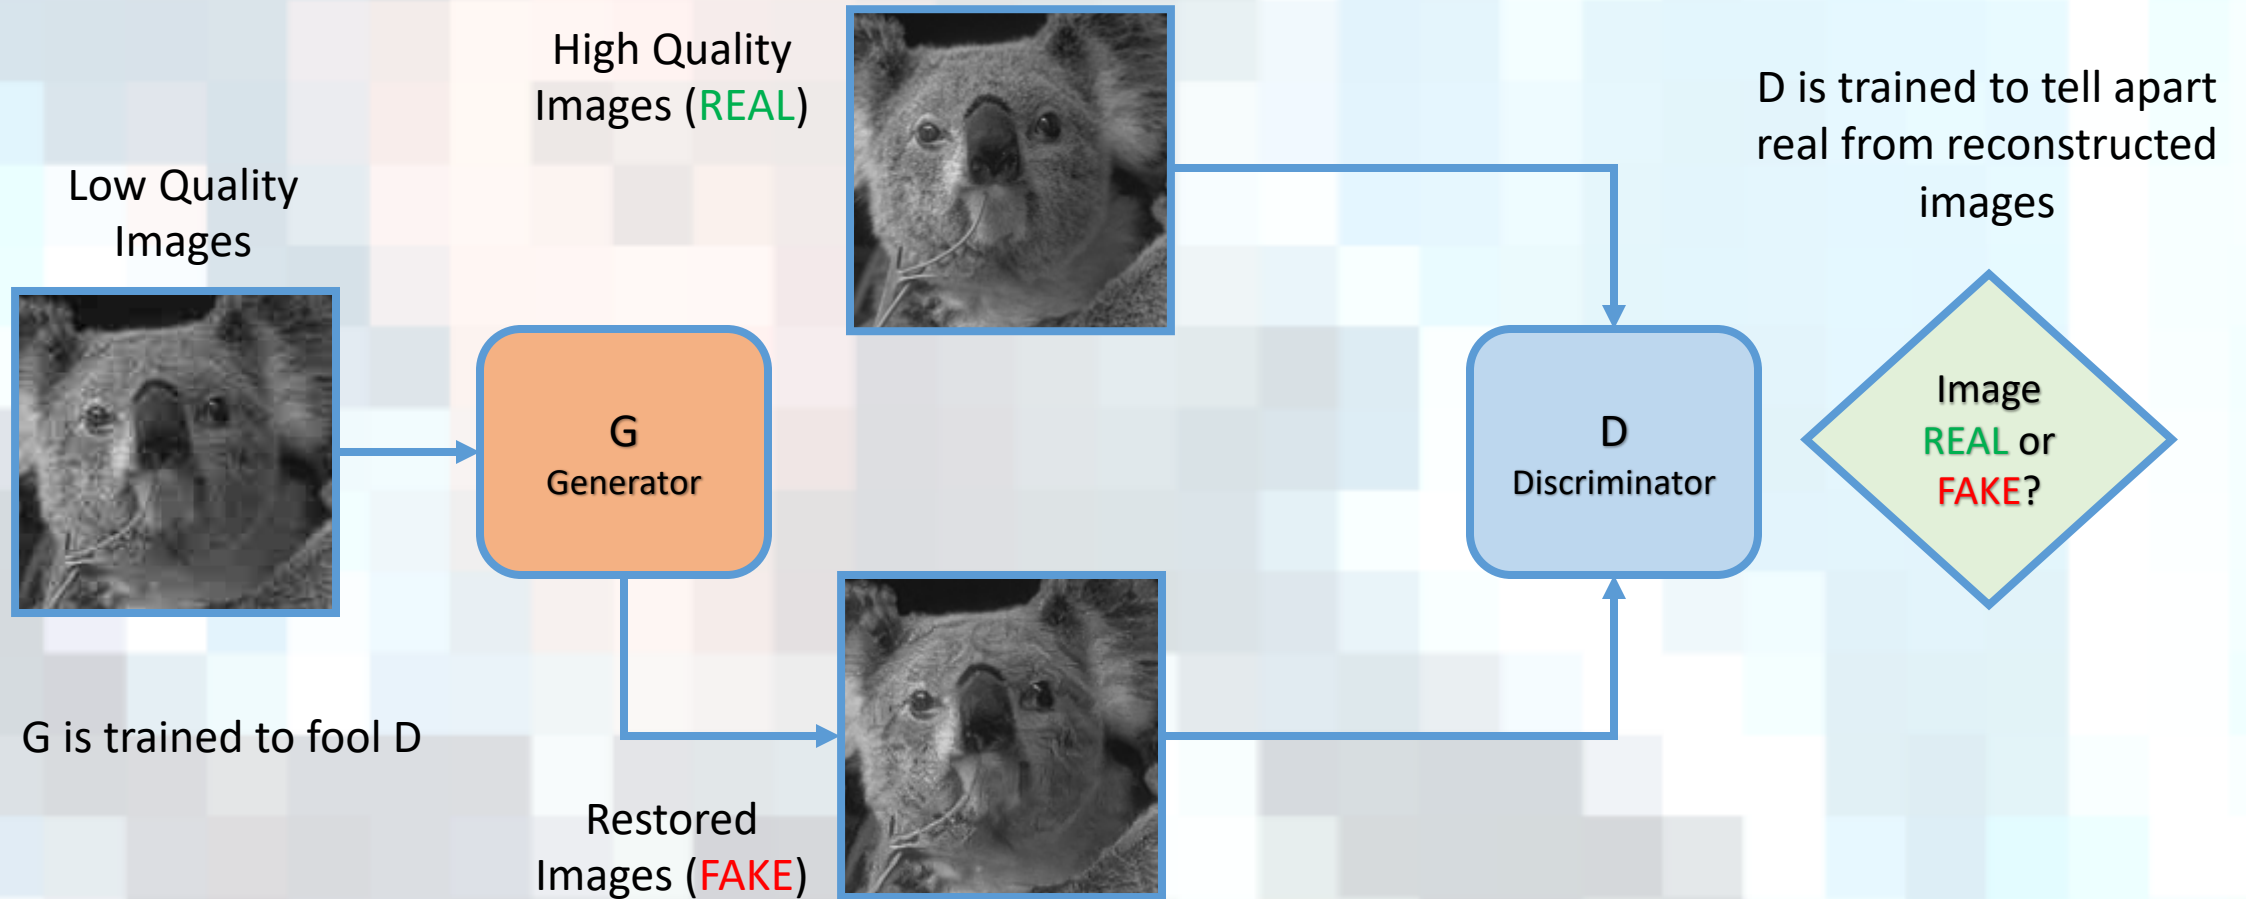 High Quality
Images (REAL)
D is trained to tell apart
real from reconstructed
images
Low Quality
Images
G
Generator
D
Discriminator
Image
REAL or
FAKE?
G is trained to fool D
Restored
Images (FAKE)